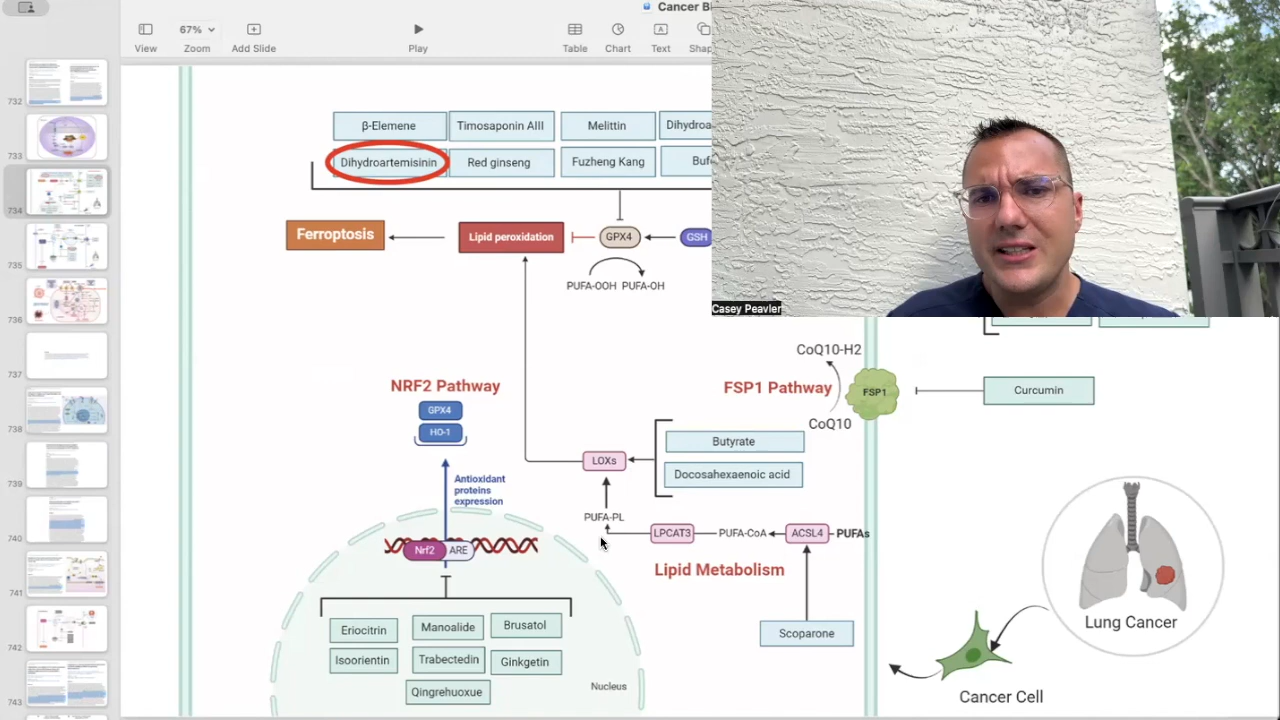 Cancer Bi
67%
View
Zoom
Add Slide
Play
Table
Chart
Text
Shap
732
733
734
735
736
737
738
739
740
741
742
743
β-Elemene
Timosaponin AIII
Melittin
Dihydroa
Dihydroartemisinin
Red ginseng
Fuzheng Kang
Buf
Ferroptosis
Lipid peroxidation
GPX4
GSH
PUFA-OOH PUFA-OH
Casey Peavler
CoQ10-H2
NRF2 Pathway
FSP1 Pathway
FSP1
Curcumin
GPX4
HO-1
CoQ10
Butyrate
LOXs
Docosahexaenoic acid
Antioxidant
proteins
expression
PUFA-PL
LPCAT3
PUFA-CoA
ACSL4
PUFAs
Nrf2
ARE
Lipid Metabolism
Lung Cancer
Eriocitrin
Manoalide
Brusatol
Scoparone
Isoorientin
Trabectedin
Ginkgetin
Qingrehuoxue
Nucleus
Cancer Cell